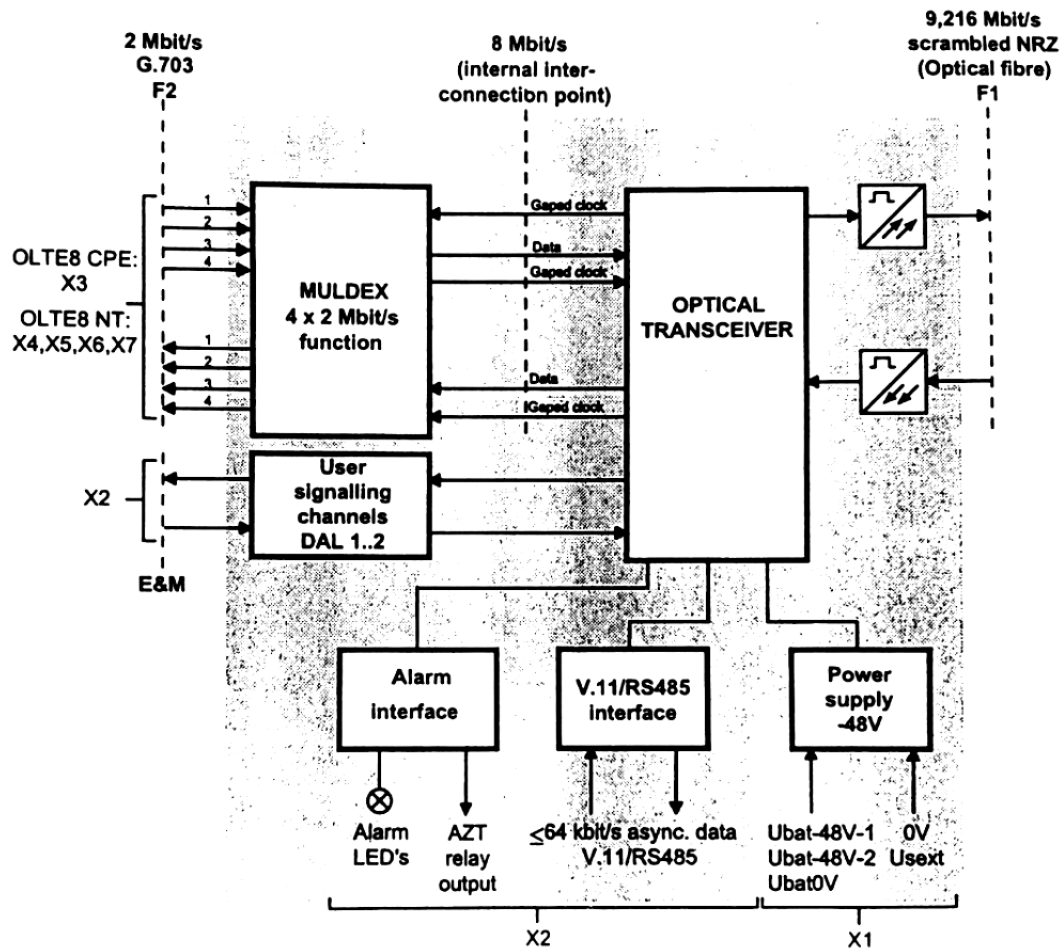 2 Mbit/s
G.703
F2
8 Mbit/s
(internal inter-
connection point)
9,216 Mbit/s
scrambled NRZ
(Optical fibre)
F1
OLTE8 CPE:
X3
OLTE8 NT:
X4,X5,X6,X7
1
2
3
4
1
2
3
4
MULDEX
4 x 2 Mbit/s
function
Gaped clock
Data
Gaped clock
Data
Gaped clock
OPTICAL
TRANSCEIVER
X2
User
signalling
channels
DAL 1..2
E&M
Alarm
interface
V.11/RS485
interface
Power
supply
-48V
Alarm
LED's
AZT
relay
output
≤64 kbit/s async. data
V.11/RS485
Ubat-48V-1
Ubat-48V-2
Ubat0V
0V
Usext
X2
X1